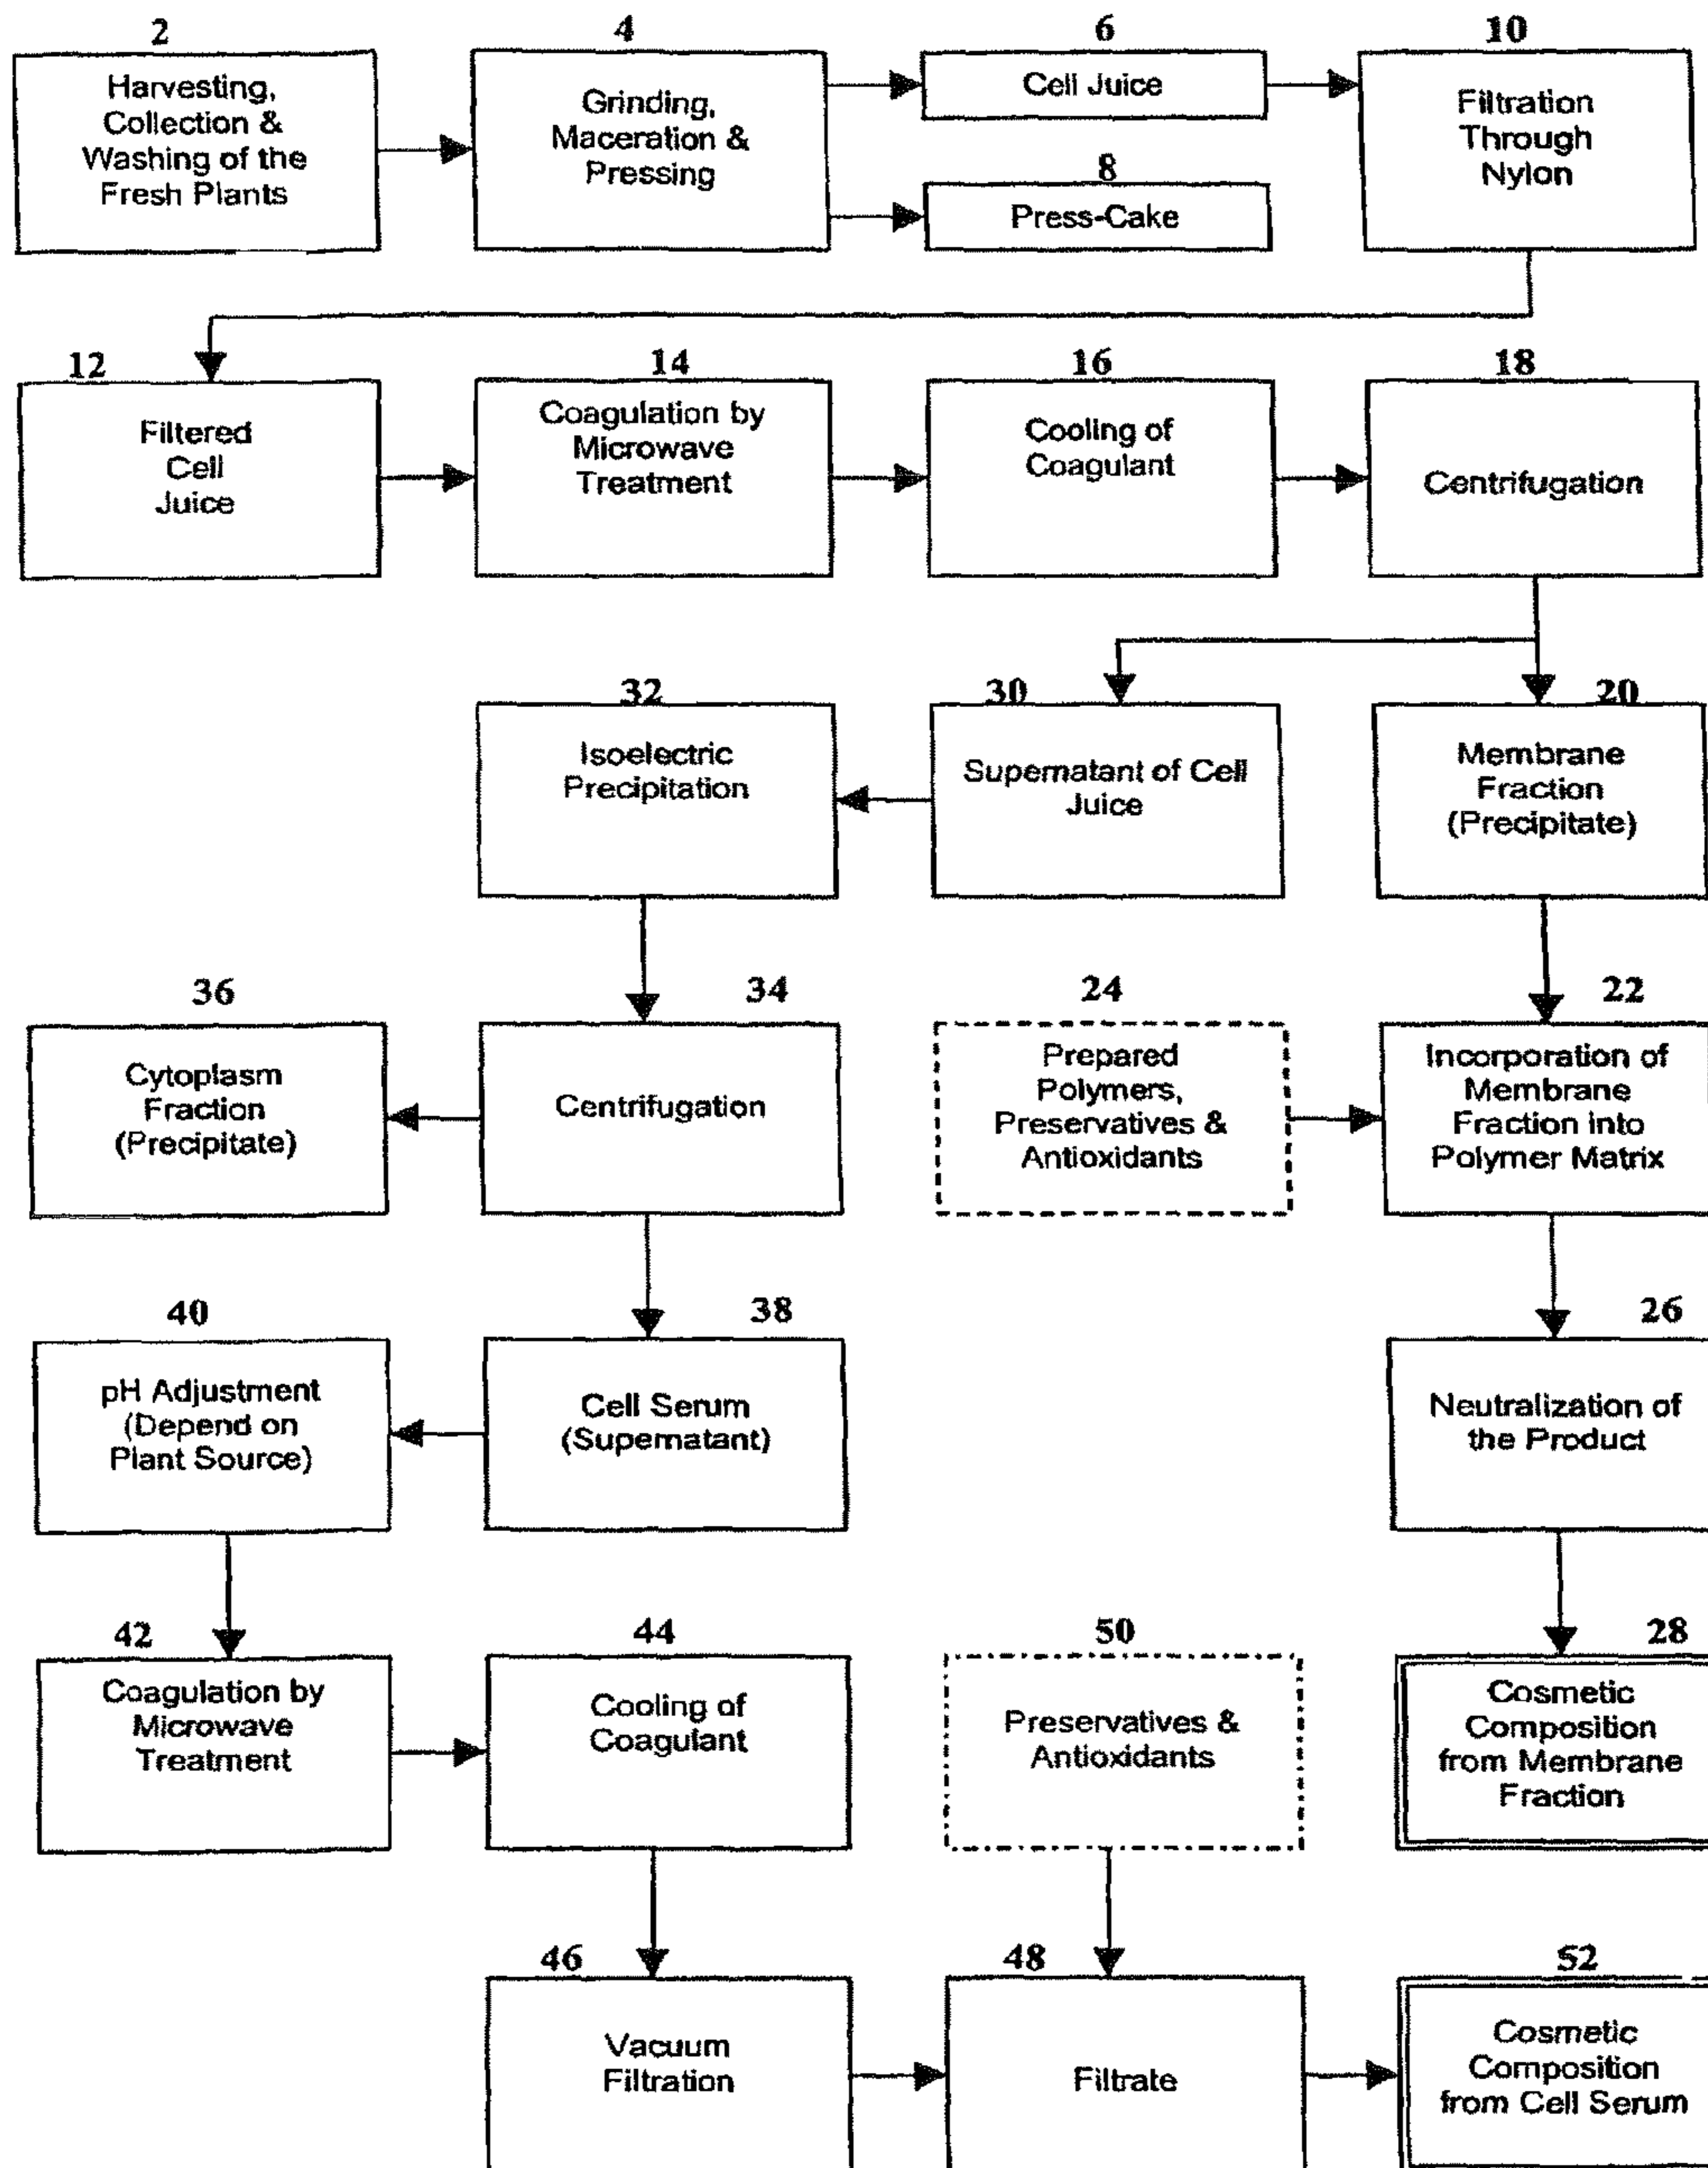 2
Harvesting,
Collection &
Washing of the
Fresh Plants
4
Grinding,
Maceration &
Pressing
6
Cell Juice
8
Press-Cake
10
Filtration
Through
Nylon
12
Filtered
Cell
Juice
14
Coagulation by
Microwave
Treatment
16
Cooling of
Coagulant
18
Centrifugation
32
Isoelectric
Precipitation
30
Supernatant of Cell
Juice
20
Membrane
Fraction
(Precipitate)
36
Cytoplasm
Fraction
(Precipitate)
34
Centrifugation
24
Prepared
Polymers,
Preservatives &
Antioxidants
22
Incorporation of
Membrane
Fraction into
Polymer Matrix
40
pH Adjustment
(Depend on
Plant Source)
38
Cell Serum
(Supernatant)
26
Neutralization of
the Product
42
Coagulation by
Microwave
Treatment
44
Cooling of
Coagulant
50
Preservatives &
Antioxidants
28
Cosmetic
Composition
from Membrane
Fraction
46
Vacuum
Filtration
48
Filtrate
52
Cosmetic
Composition
from Cell Serum